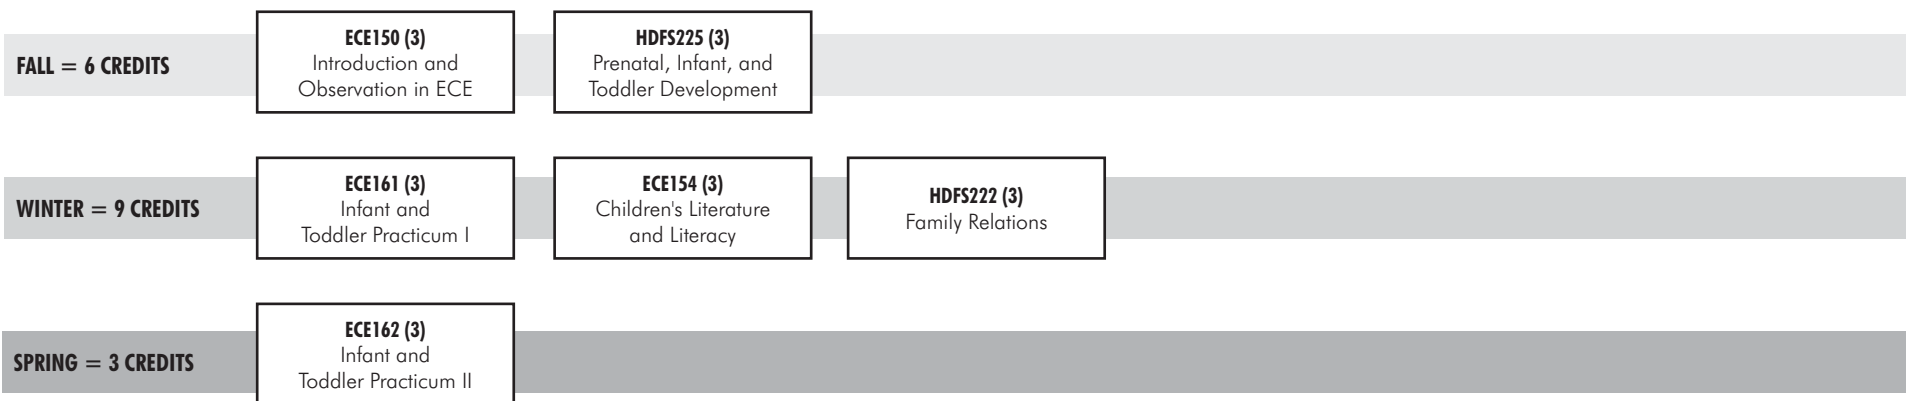 FALL = 6 CREDITS
ECE150 (3)
Introduction and
Observation in ECE
HDFS225 (3)
Prenatal, Infant, and
Toddler Development
WINTER = 9 CREDITS
ECE161 (3)
Infant and
Toddler Practicum I
ECE154 (3)
Children's Literature
and Literacy
HDFS222 (3)
Family Relations
SPRING = 3 CREDITS
ECE162 (3)
Infant and
Toddler Practicum II